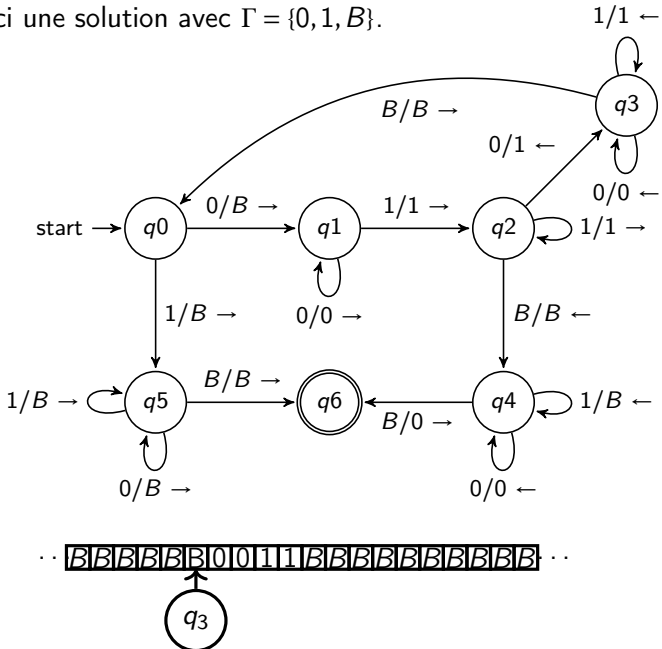 ci une solution avec Γ = {0, 1, B}.
1/1 ←
q3
B/B →
0/1 ←
0/0 ←
start
q0
0/B →
q1
1/1 →
q2
1/1 →
0/0 →
1/B →
B/B ←
1/B →
q5
B/B →
q6
B/0 →
q4
1/B ←
0/B →
0/0 ←
· · BBBBBB0011BBBBBBBBBB · · ·
q3